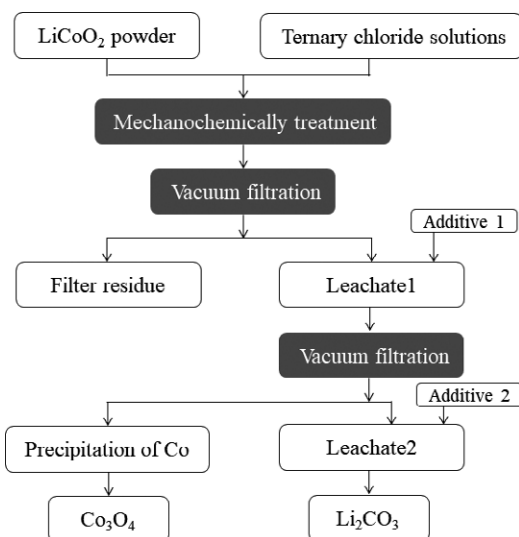 LiCoO₂ powder
Ternary chloride solutions
Mechanochemically treatment
Vacuum filtration
Additive 1
Filter residue
Leachate1
Vacuum filtration
Additive 2
Precipitation of Co
Leachate2
Co₃O₄
Li₂CO₃